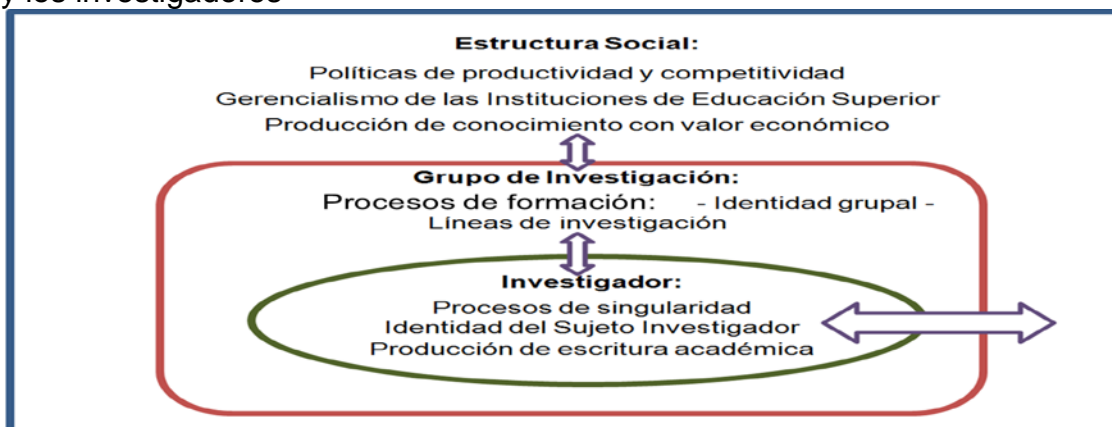 y los investigadores
Estructura Social:
Políticas de productividad y competitividad
Gerencialismo de las Instituciones de Educación Superior
Producción de conocimiento con valor económico
Grupo de Investigación:
Procesos de formación: - Identidad grupal -
Líneas de investigación
Investigador:
Procesos de singularidad
Identidad del Sujeto Investigador
Producción de escritura académica